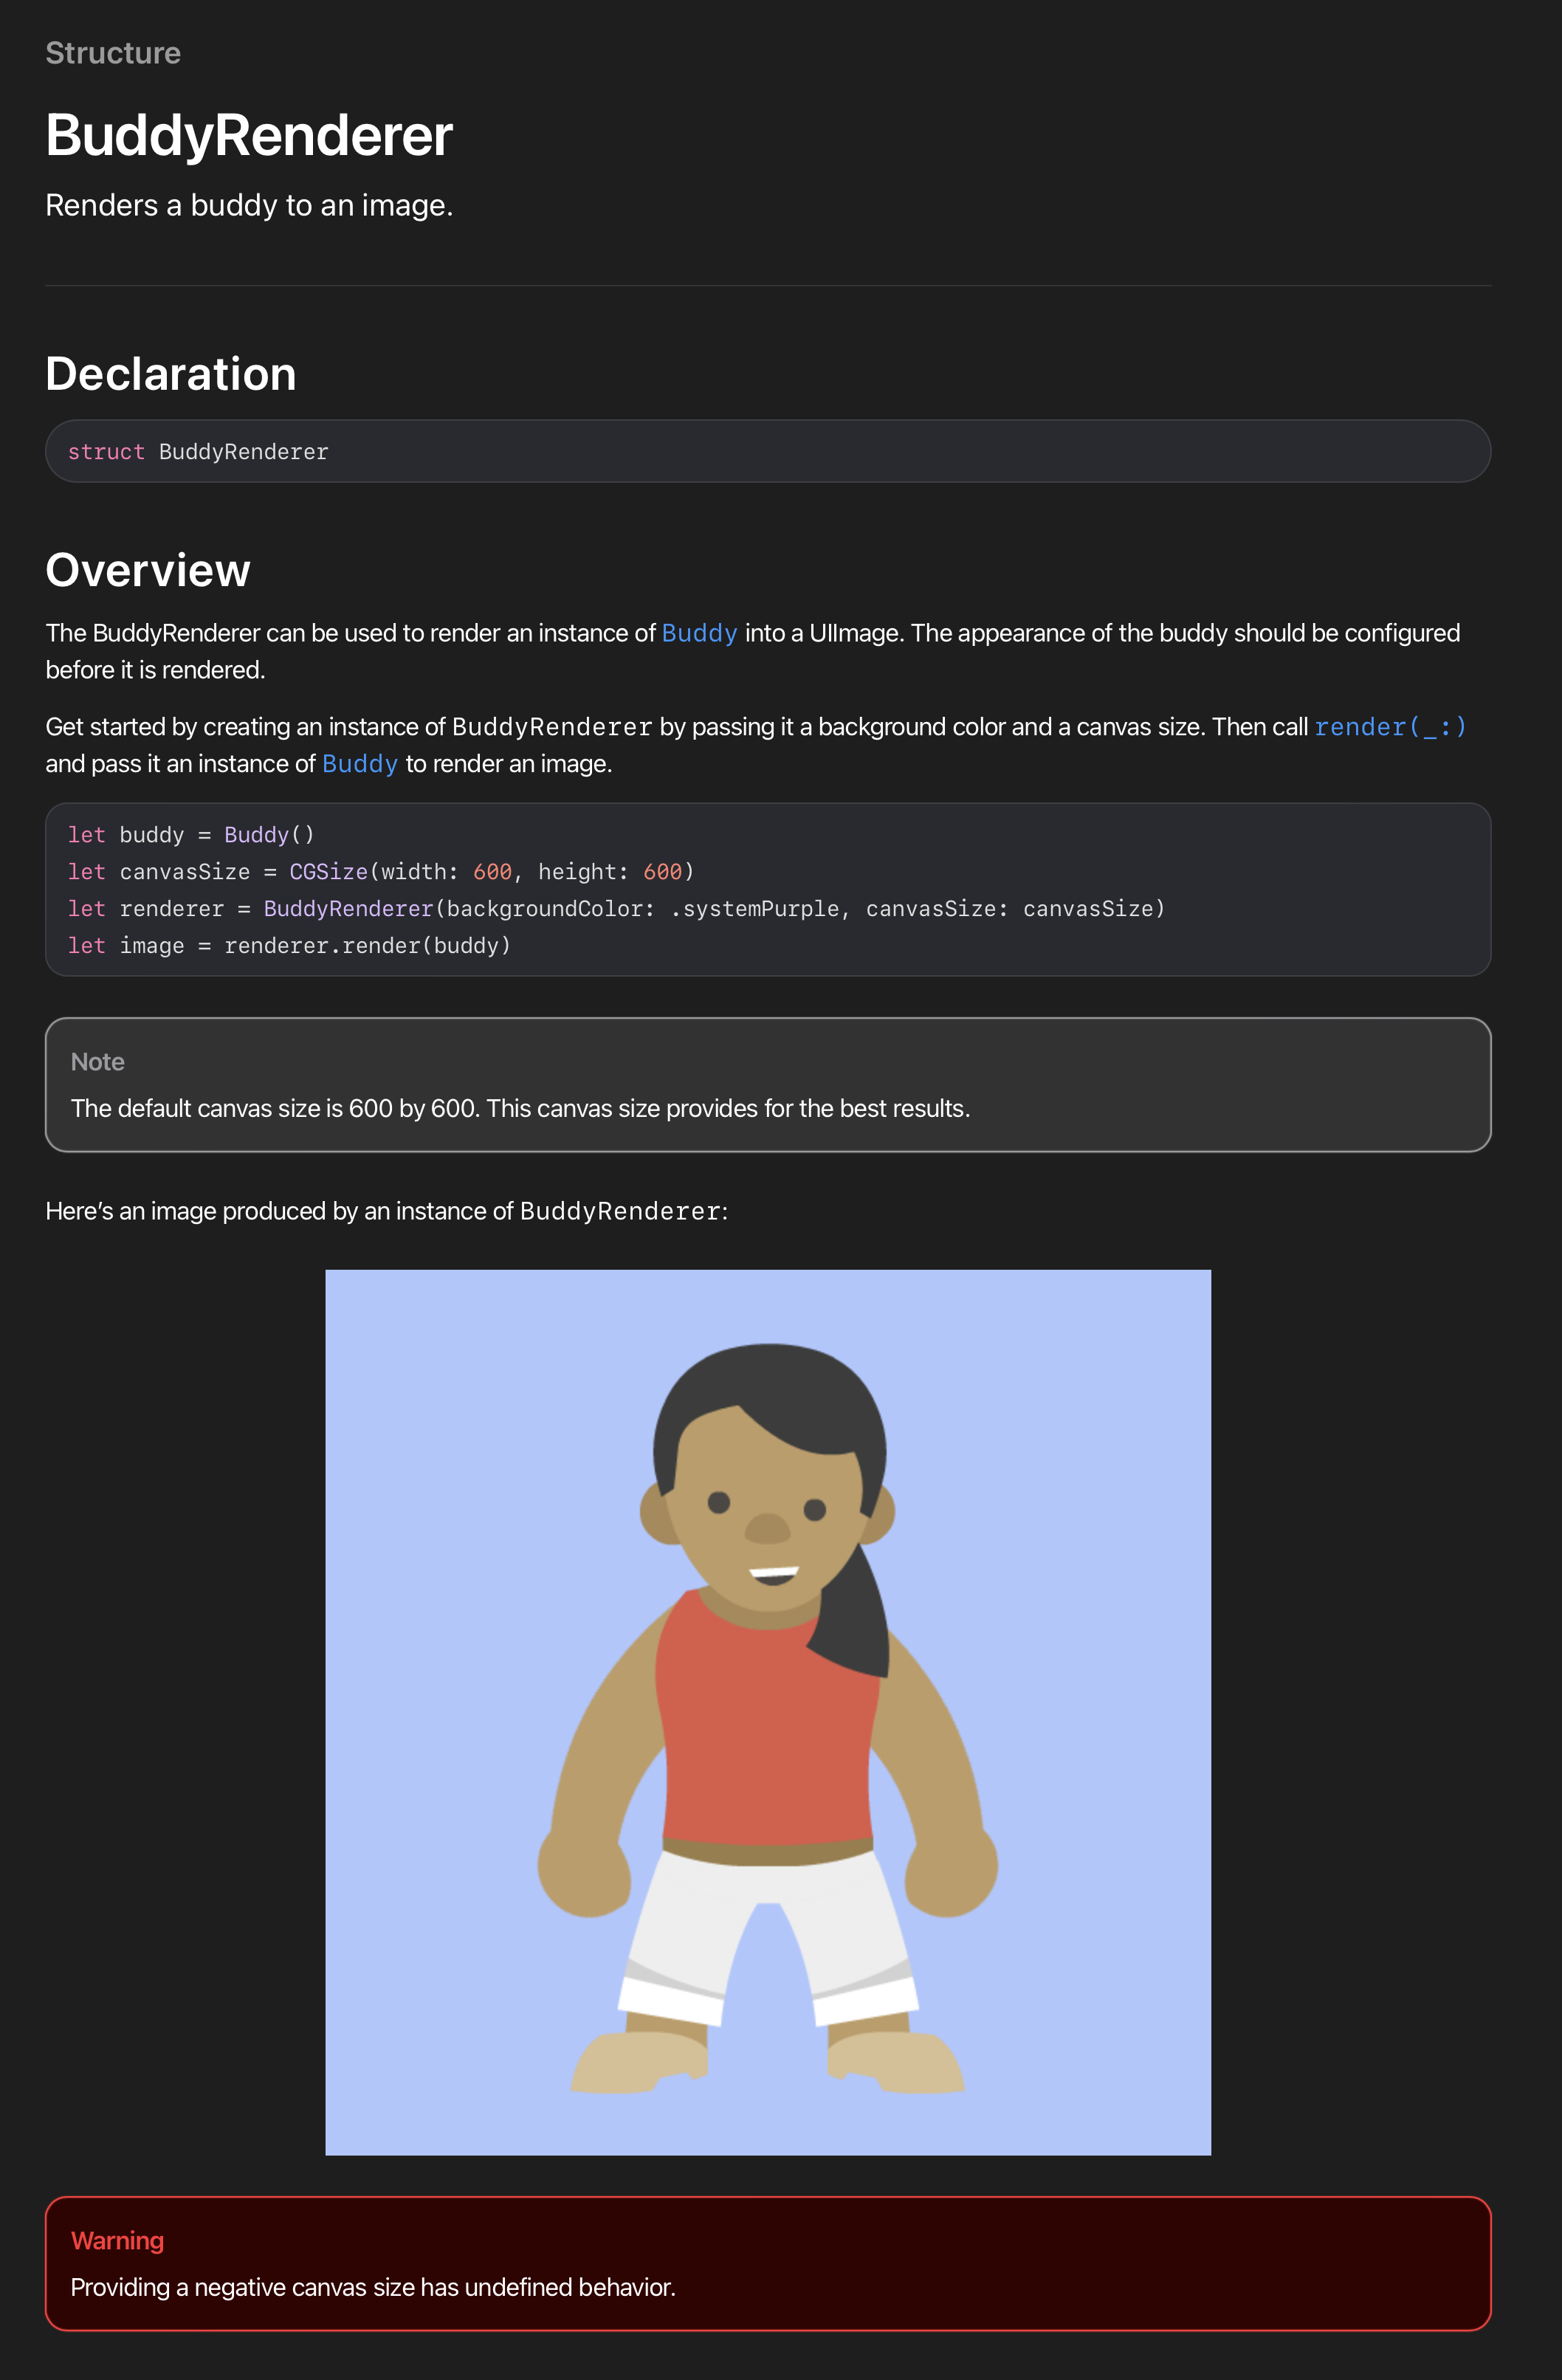 Structure
BuddyRenderer
Renders a buddy to an image.
Declaration
struct BuddyRenderer
Overview
The BuddyRenderer can be used to render an instance of Buddy into a UIImage. The appearance of the buddy should be configured
before it is rendered.
Get started by creating an instance of BuddyRenderer by passing it a background color and a canvas size. Then call render(_:)
and pass it an instance of Buddy to render an image.
let buddy = Buddy()
let canvasSize = CGSize(width: 600, height: 600)
let renderer = BuddyRenderer(backgroundColor: .systemPurple, canvasSize: canvasSize)
let image = renderer.render(buddy)
Note
The default canvas size is 600 by 600. This canvas size provides for the best results.
Here’s an image produced by an instance of BuddyRenderer:
Warning
Providing a negative canvas size has undefined behavior.